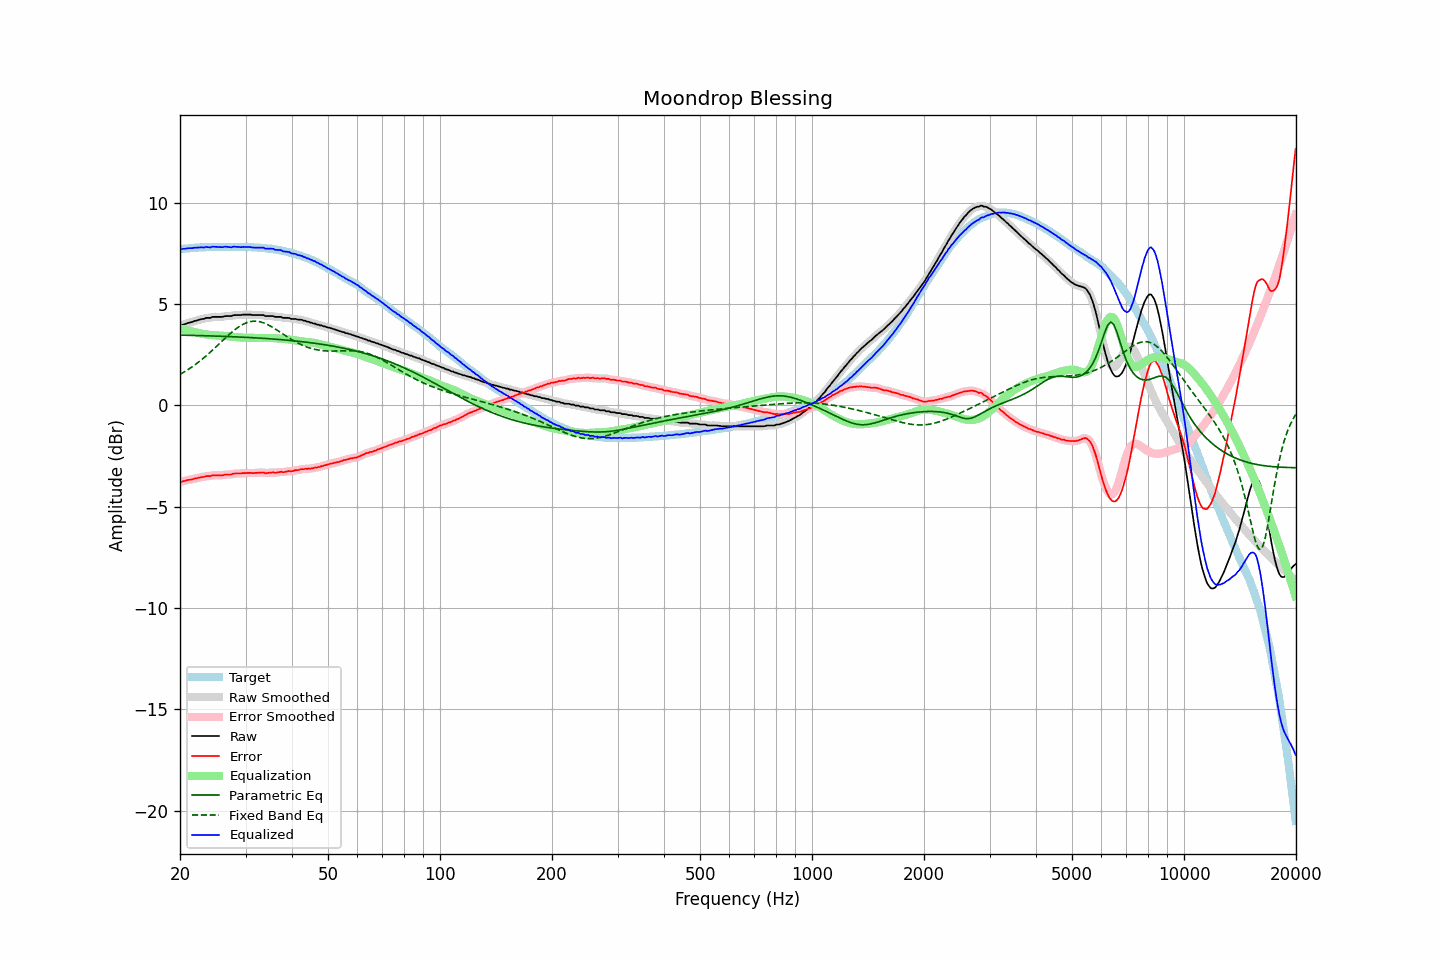 Moondrop Blessing
Amplitude (dBr)
10
5
0
−5
−10
−15
−20
Target
Raw Smoothed
Error Smoothed
Raw
Error
Equalization
Parametric Eq
Fixed Band Eq
Equalized
20 50 100 200 500 1000 2000 5000 10000 20000
Frequency (Hz)